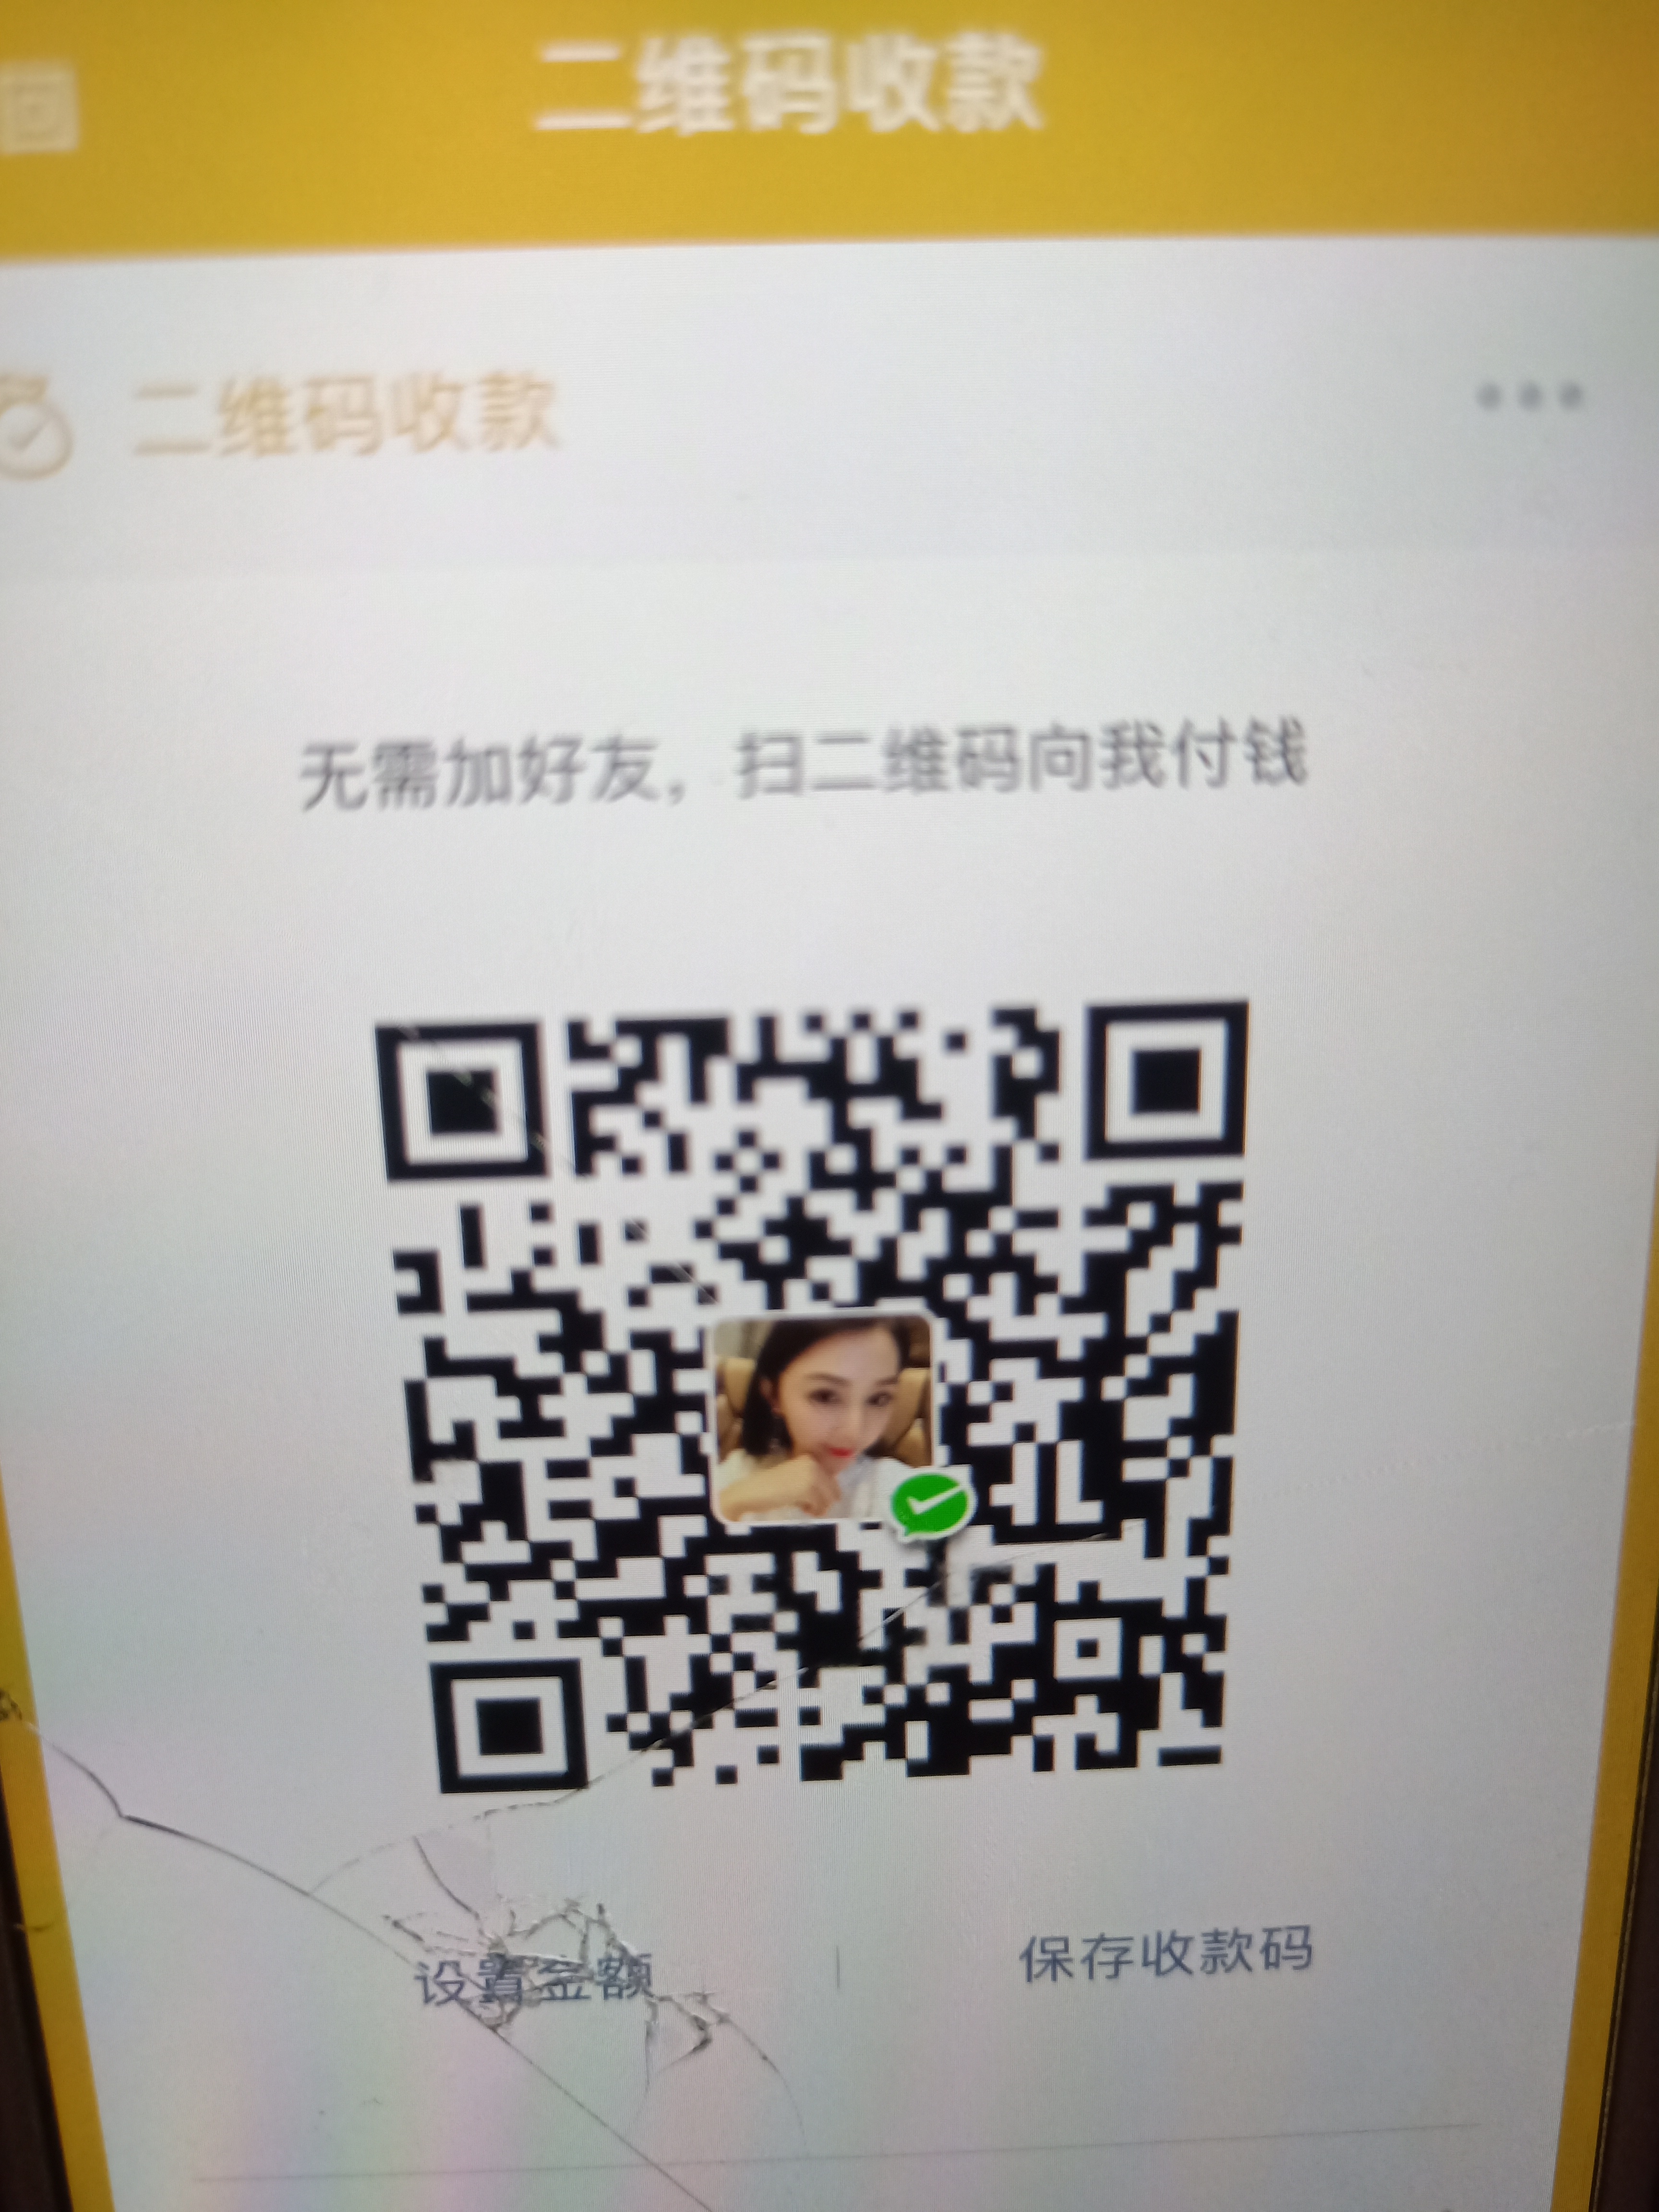 回
二维码收款
二维码收款
无需加好友，扫二维码向我付钱
设置金额
保存收款码